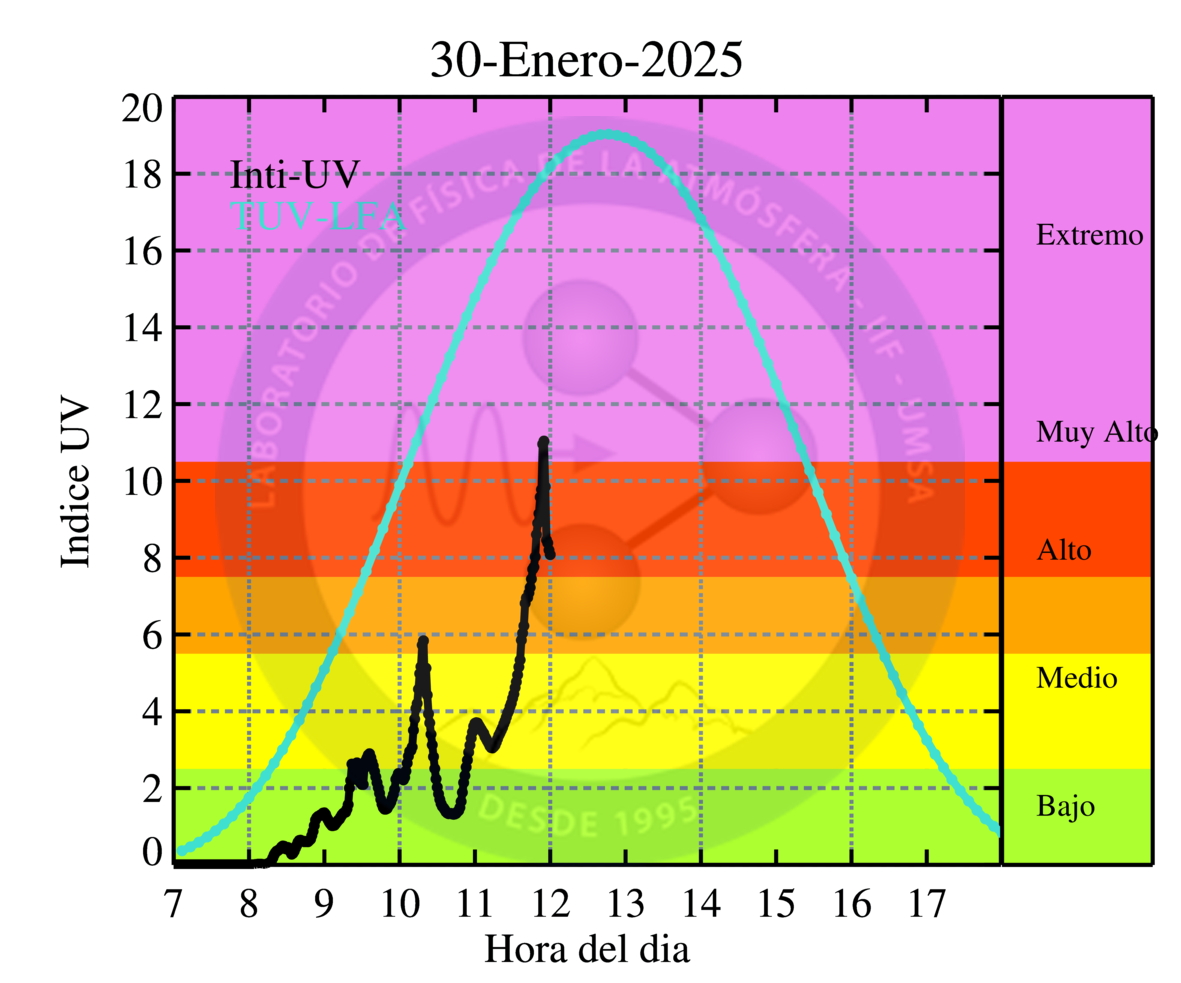 30-Enero-2025
Indice UV
20
18
16
14
12
10
8
6
4
2
0
Inti-UV
TUV-LFA
LABORATORIO DE FÍSICA DE LA ATMÓSFERA - IIF - UMSA
DESDE 1995
Extremo
Muy Alto
Alto
Medio
Bajo
7 8 9 10 11 12 13 14 15 16 17
Hora del dia